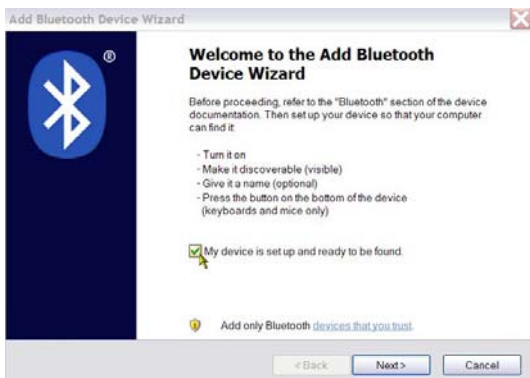 Add Bluetooth Device Wizard
®
Welcome to the Add Bluetooth
Device Wizard
Before proceeding, refer to the "Bluetooth" section of the device
documentation. Then set up your device so that your computer
can find it:
- Turn it on
- Make it discoverable (visible)
- Give it a name (optional)
- Press the button on the bottom of the device
(keyboards and mice only)
My device is set up and ready to be found.
Add only Bluetooth devices that you trust.
< Back Next > Cancel